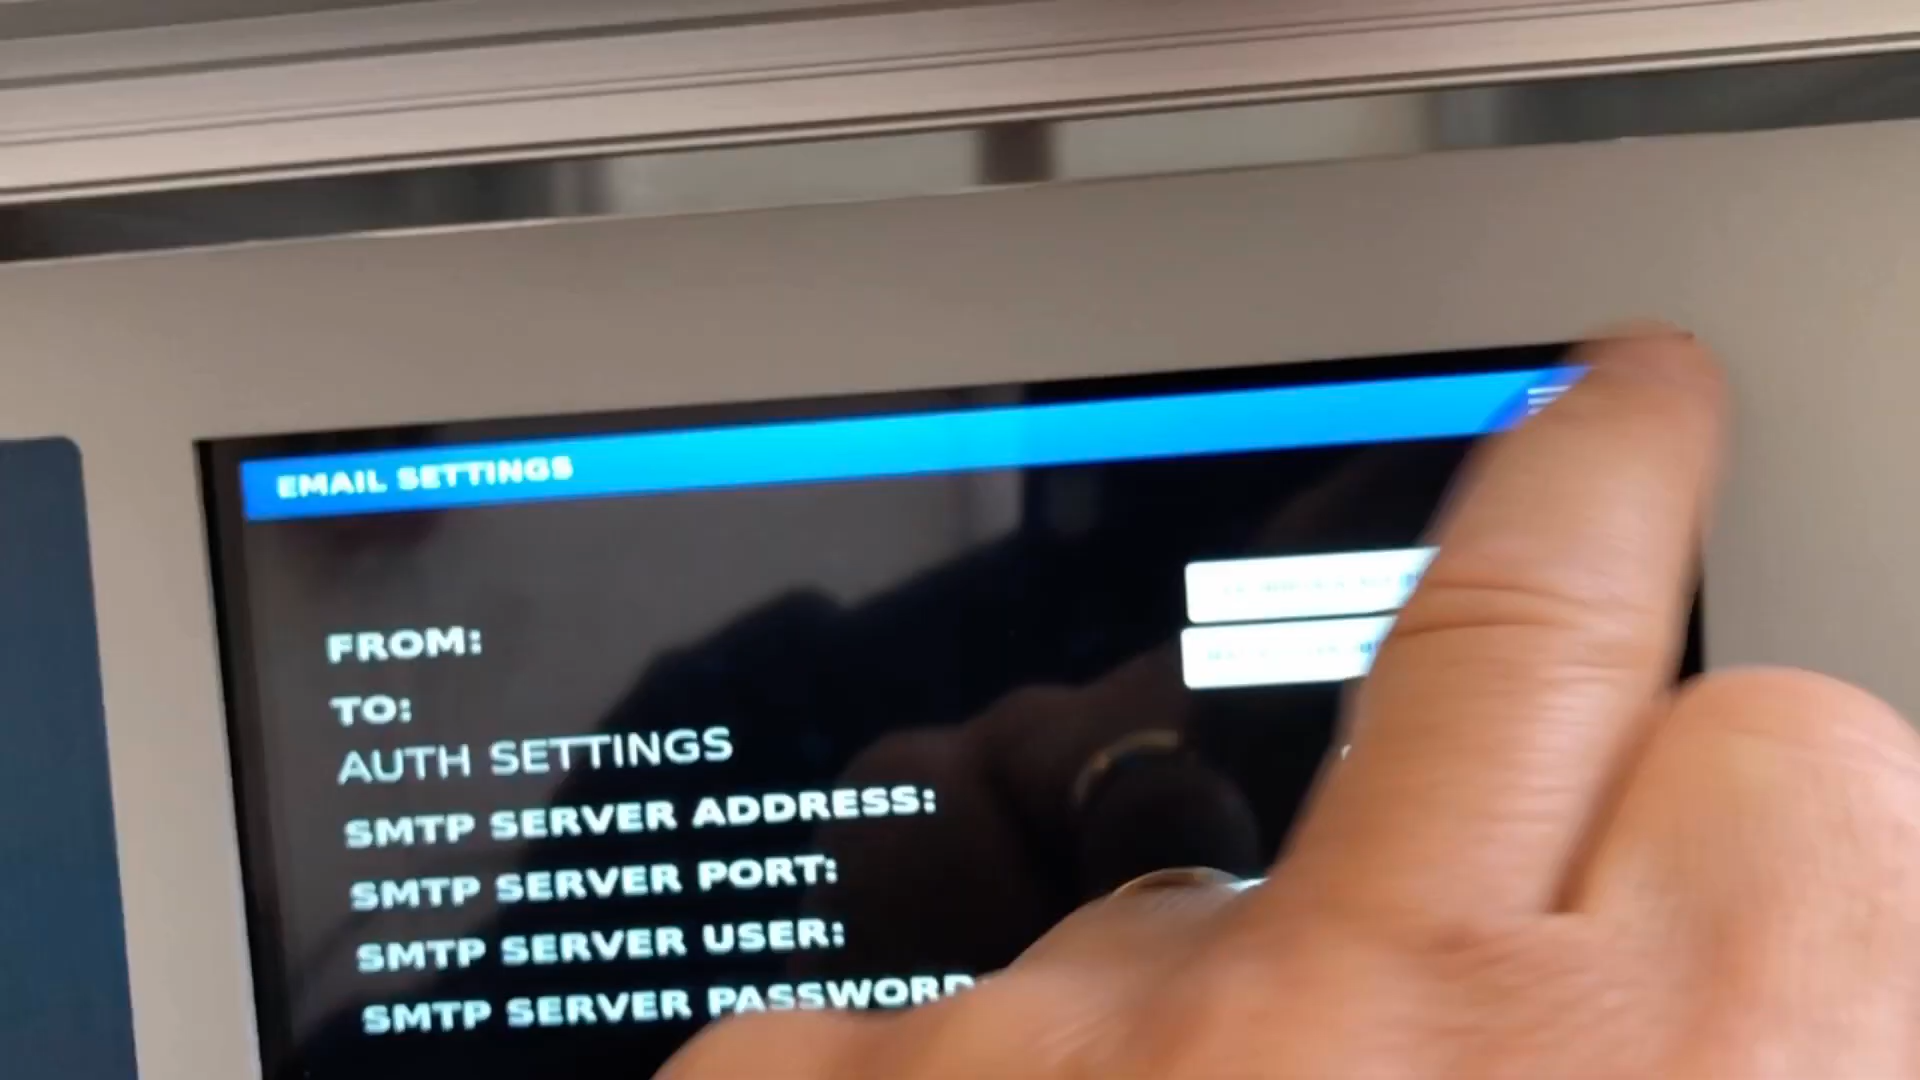 EMAIL SETTINGS
FROM:
TO:
AUTH SETTINGS
SMTP SERVER ADDRESS:
SMTP SERVER PORT:
SMTP SERVER USER:
SMTP SERVER PASSWORD